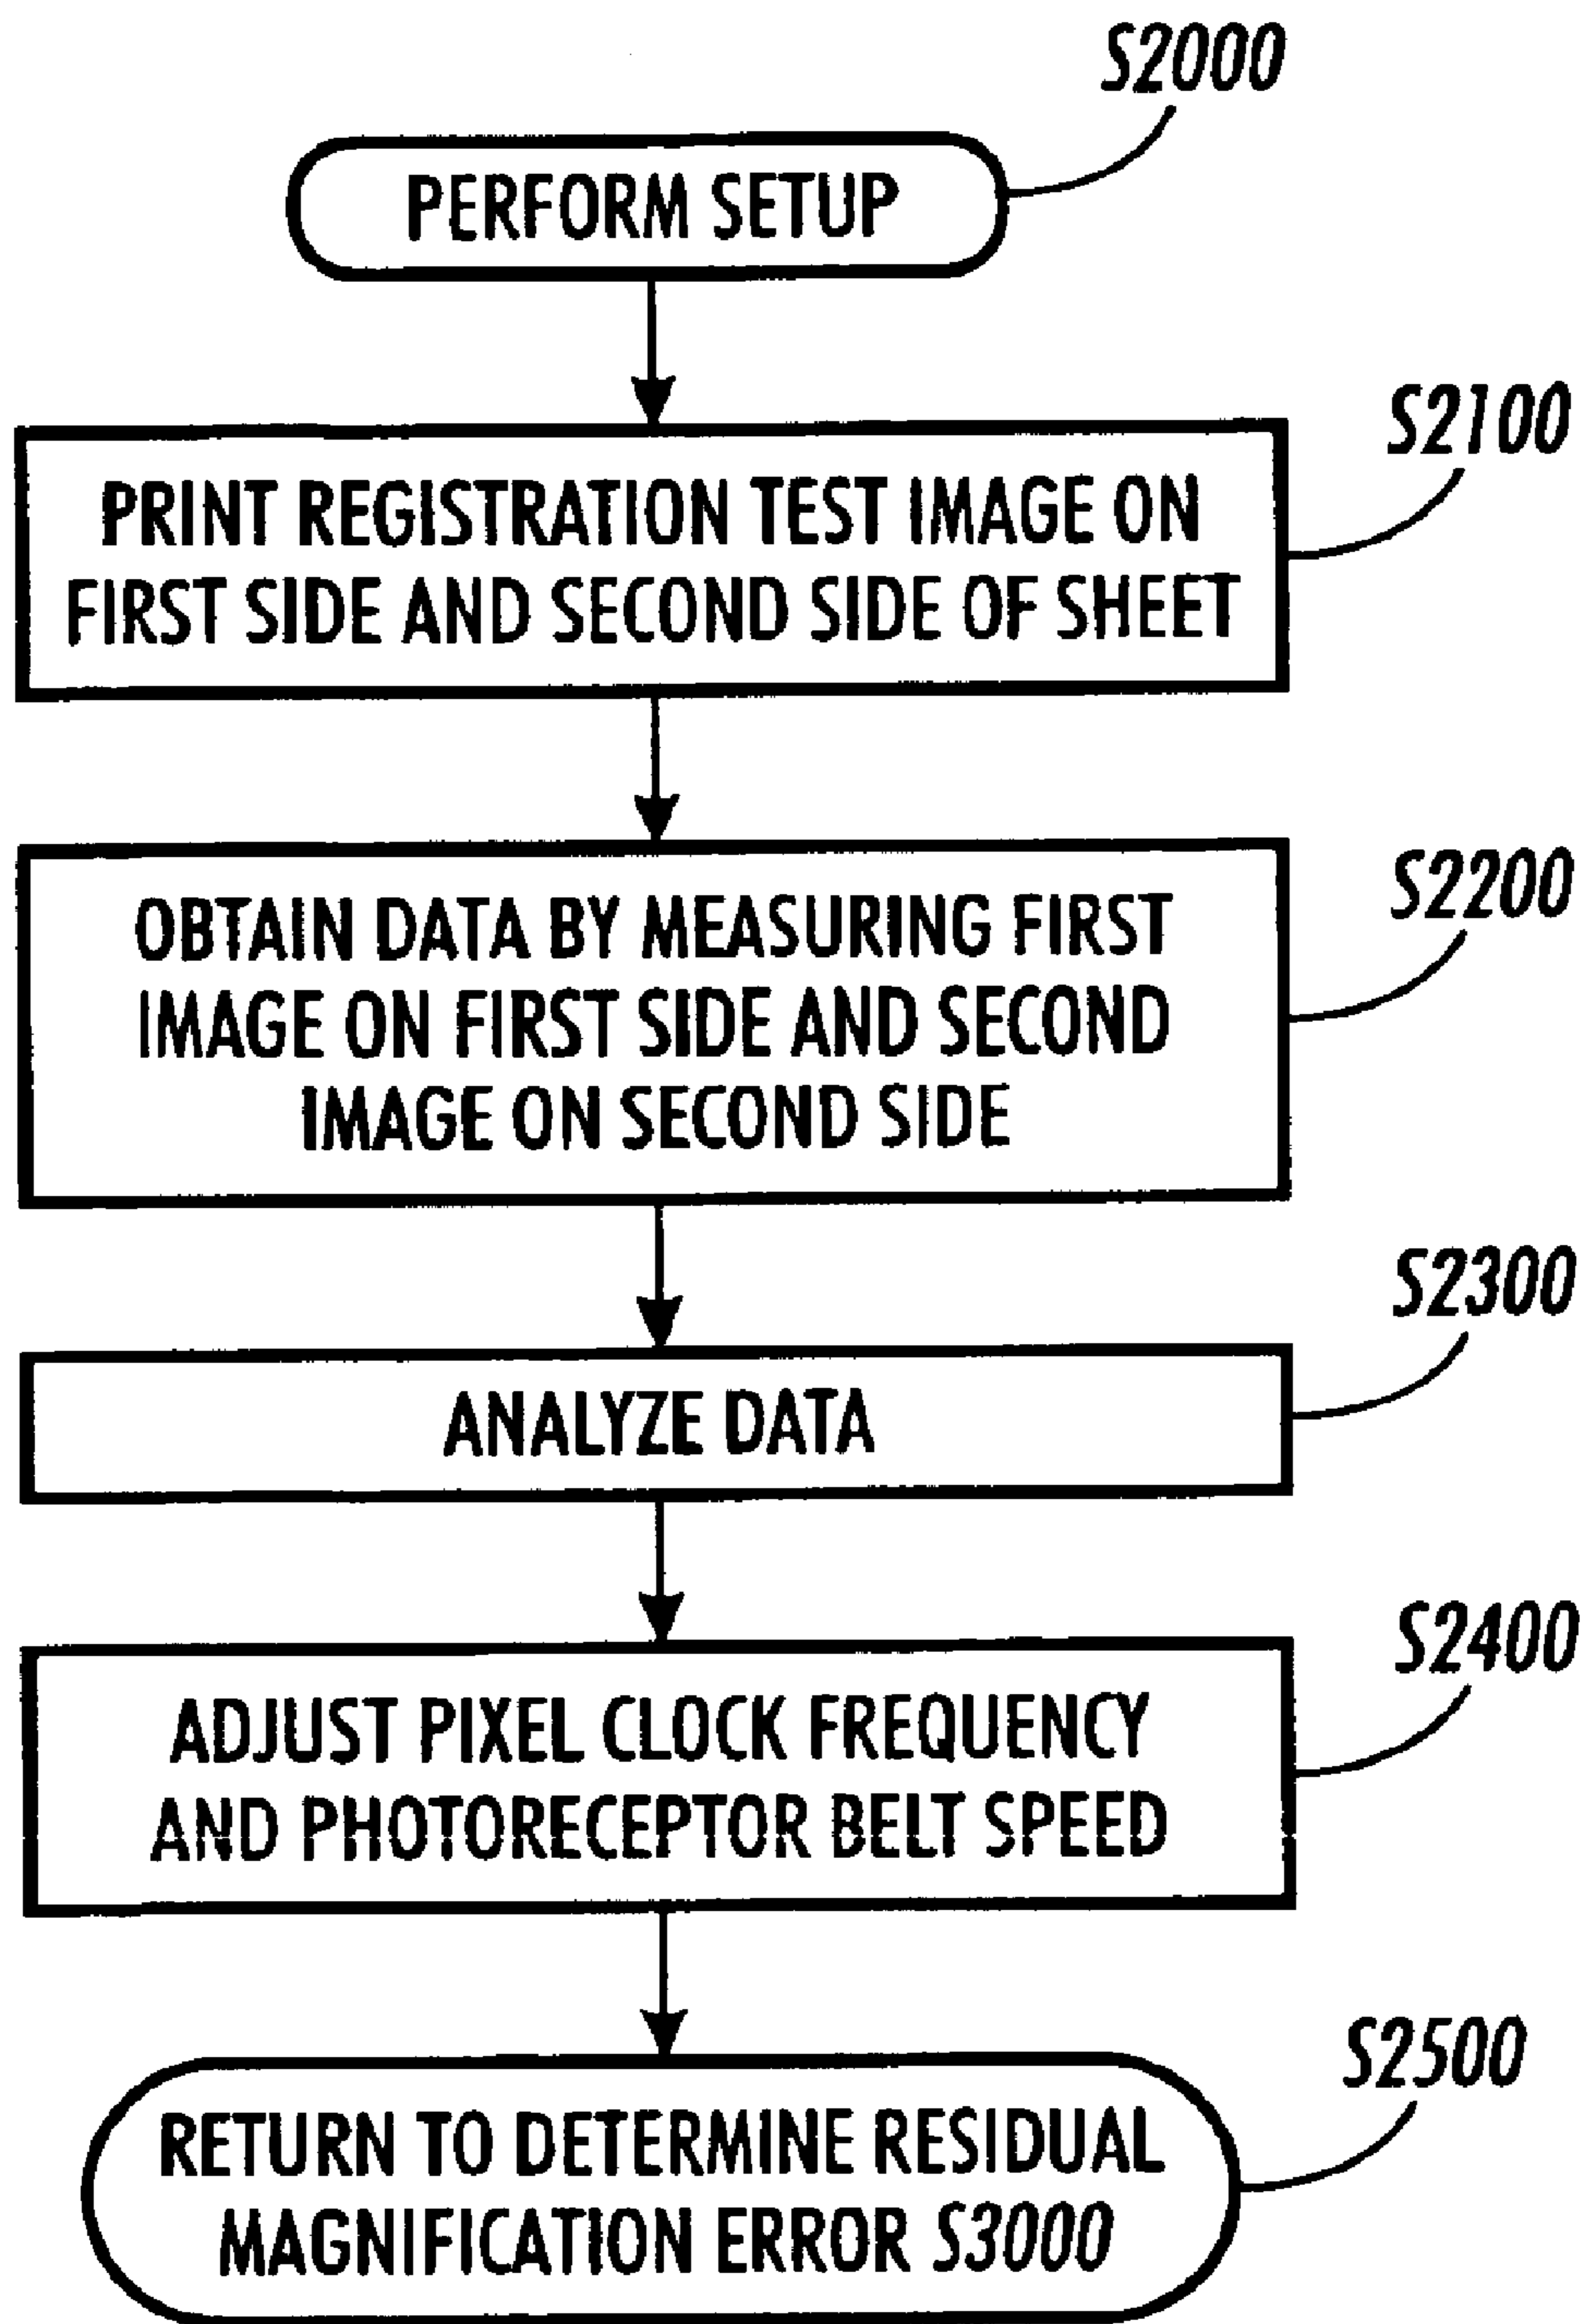 S2000
PERFORM SETUP
S2100
PRINT REGISTRATION TEST IMAGE ON
FIRST SIDE AND SECOND SIDE OF SHEET
S2200
OBTAIN DATA BY MEASURING FIRST
IMAGE ON FIRST SIDE AND SECOND
IMAGE ON SECOND SIDE
S2300
ANALYZE DATA
S2400
ADJUST PIXEL CLOCK FREQUENCY
AND PHOTORECEPTOR BELT SPEED
S2500
RETURN TO DETERMINE RESIDUAL
MAGNIFICATION ERROR S3000